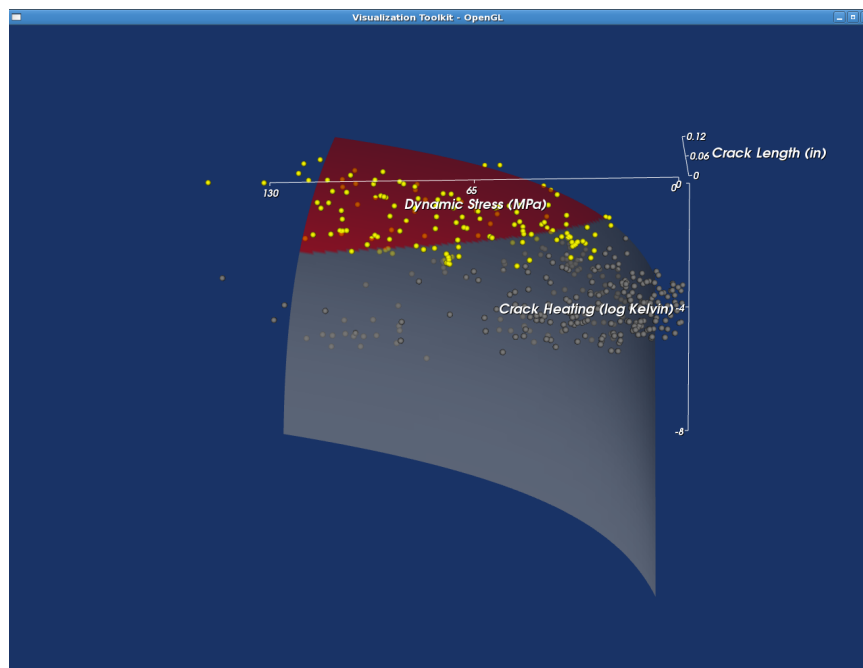 Visualization Toolkit - OpenGL
0.12
Crack Length (in)
0.06
0
130
65
0
0
Dynamic Stress (MPa)
Crack Heating (log Kelvin)
-4
-8